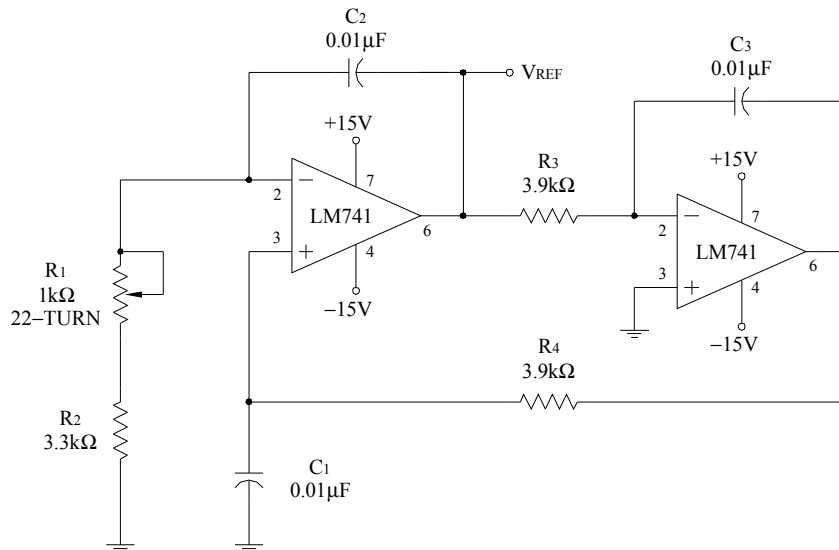 C2
0.01µF
VREF
C3
0.01µF
+15V
R3
3.9kΩ
+15V
2
−
7
LM741
6
3
+
4
−15V
2
−
7
LM741
6
3
+
4
−15V
R1
1kΩ
22−TURN
R4
3.9kΩ
R2
3.3kΩ
C1
0.01µF